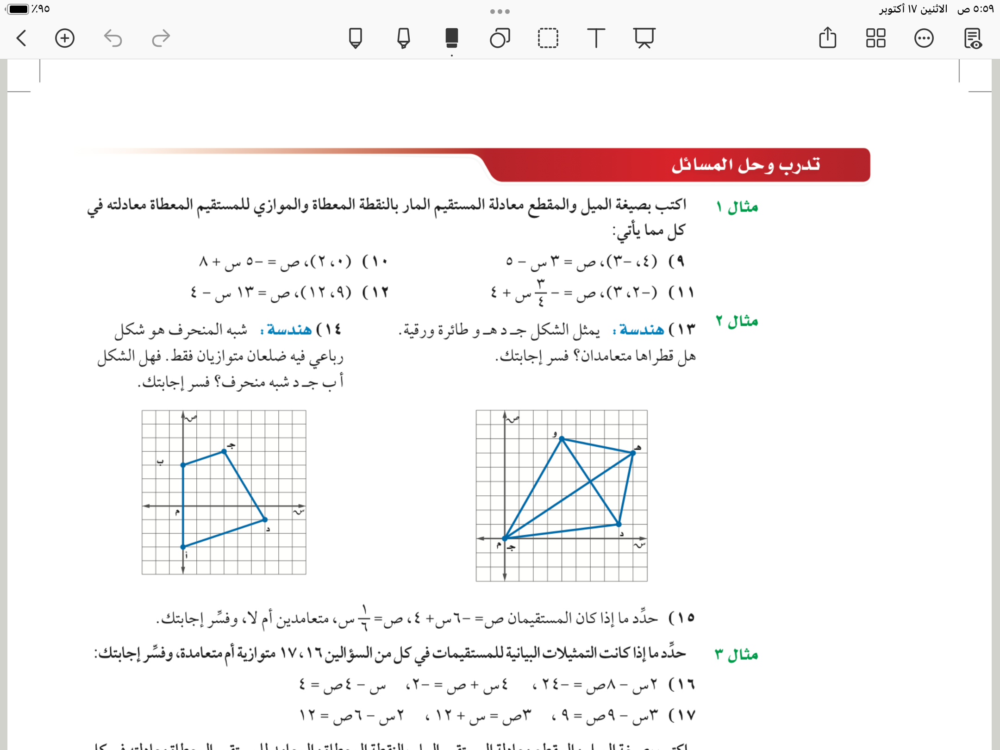 ٥:٥٩ ص الاثنين ١٧ أكتوبر
٪٩٥
تدرب وحل المسائل
مثال ١ اكتب بصيغة الميل والمقطع معادلة المستقيم المار بالنقطة المعطاة والموازي للمستقيم المعطاة معادلته في
كل مما يأتي:
٩) (٤، -٣)، ص = ٣ س - ٥
١٠) (٠، ٢)، ص = -٥ س + ٨
١١) (-٢، ٣)، ص = - ٣/٤ س + ٤
١٢) (٩، ١٢)، ص = ١٣ س - ٤
مثال ٢
١٣) هندسة: يمثل الشكل جـ د هـ و طائرة ورقية.
هل قطراها متعامدان؟ فسر إجابتك.
١٤) هندسة: شبه المنحرف هو شكل
رباعي فيه ضلعان متوازيان فقط. فهل الشكل
أ ب جـ د شبه منحرف؟ فسر إجابتك.
ص
و
هـ
د
س
م
جـ
ص
جـ
ب
م
س
د
أ
١٥) حدِّد ما إذا كان المستقيمان ص= -٦س+ ٤، ص= ١/٦ س، متعامدين أم لا، وفسِّر إجابتك.
مثال ٣ حدِّد ما إذا كانت التمثيلات البيانية للمستقيمات في كل من السؤالين ١٦، ١٧ متوازية أم متعامدة، وفسِّر إجابتك:
١٦) ٢س - ٨ص = -٢٤ ، ٤س + ص = -٢، س - ٤ص = ٤
١٧) ٣س - ٩ص = ٩ ، ٣ص = س + ١٢ ، ٢س - ٦ص = ١٢